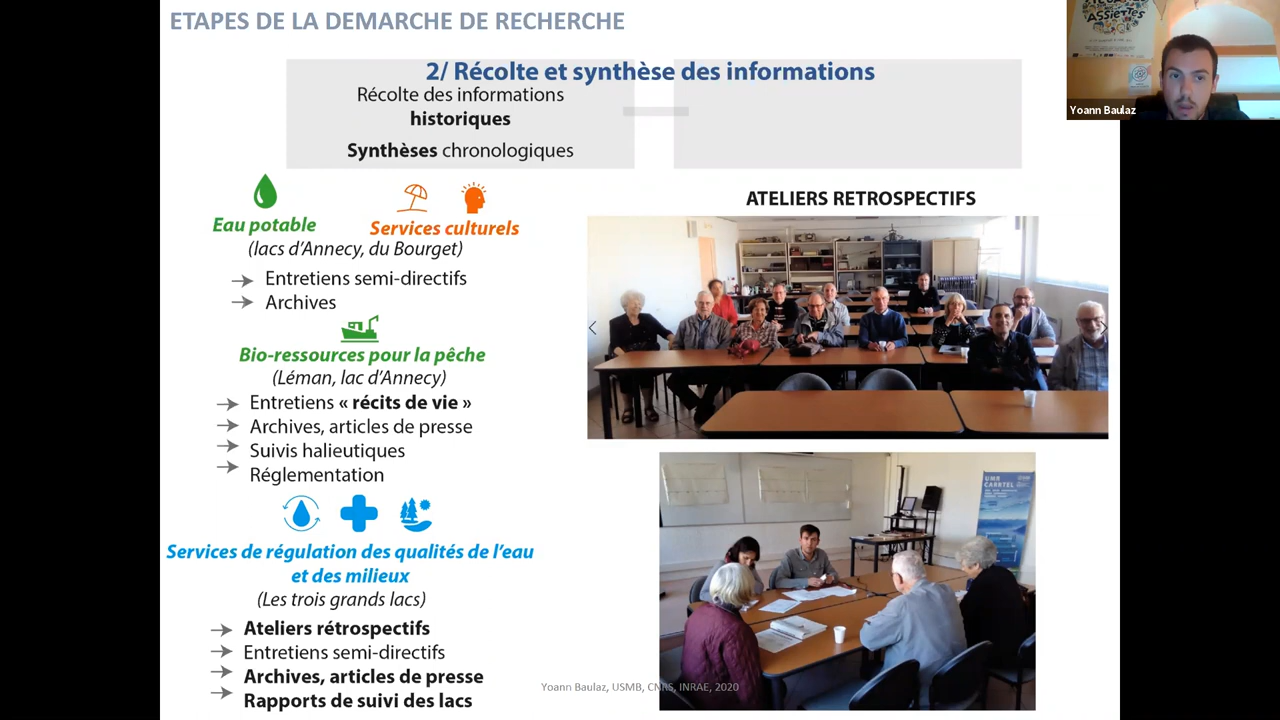 ETAPES DE LA DEMARCHE DE RECHERCHE
2/ Récolte et synthèse des informations
Récolte des informations
historiques
Synthèses chronologiques
Eau potable
Services culturels
(lacs d’Annecy, du Bourget)
Entretiens semi-directifs
Archives
Bio-ressources pour la pêche
(Léman, lac d’Annecy)
Entretiens « récits de vie »
Archives, articles de presse
Suivis halieutiques
Réglementation
Services de régulation des qualités de l’eau
et des milieux
(Les trois grands lacs)
Ateliers rétrospectifs
Entretiens semi-directifs
Archives, articles de presse
Rapports de suivi des lacs
ATELIERS RETROSPECTIFS
UMR
CARRTEL
Yoann Baulaz, USMB, CNRS, INRAE, 2020
ASSIETTES
Yoann Baulaz